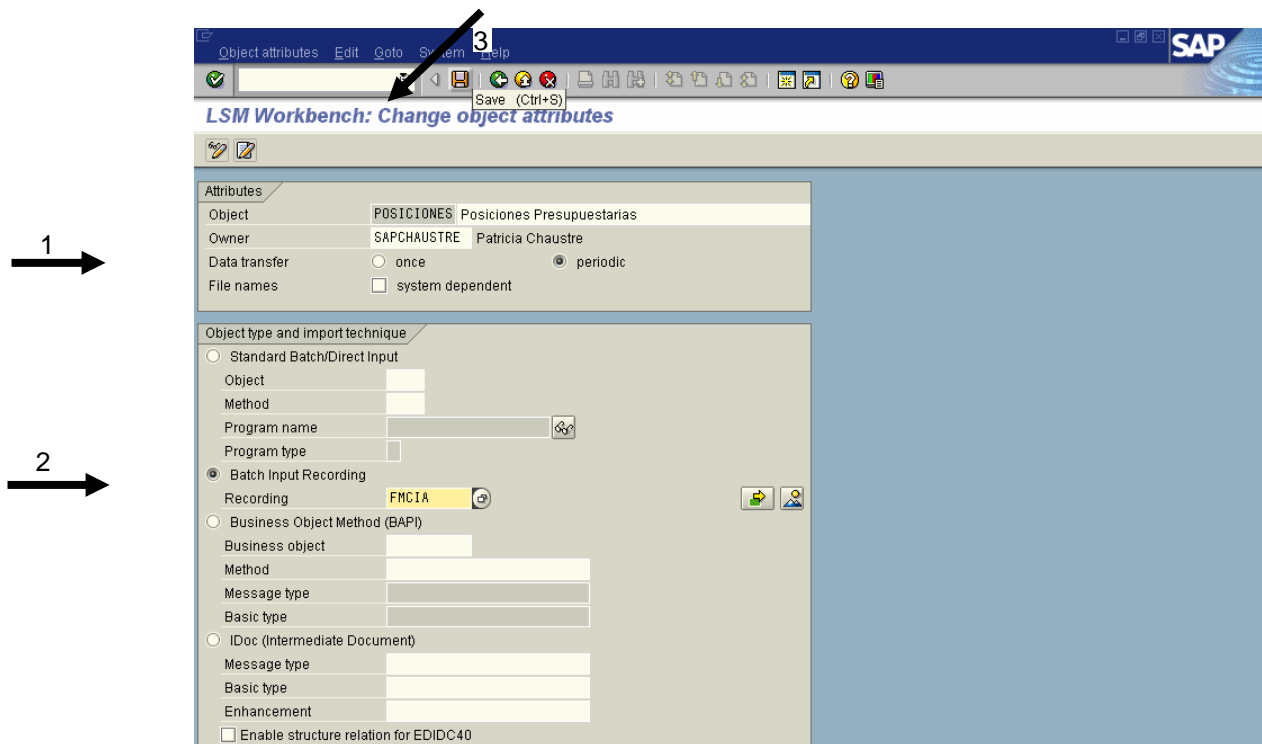 3
Object attributes Edit Goto System Help
SAP
Save (Ctrl+S)
LSM Workbench: Change object attributes
Attributes
Object POSICIONES Posiciones Presupuestarias
Owner SAPCHAUSTRE Patricia Chaustre
1
Data transfer once periodic
File names system dependent
Object type and import technique
Standard Batch/Direct Input
Object
Method
Program name
Program type
2
Batch Input Recording
Recording FMCIA
Business Object Method (BAPI)
Business object
Method
Message type
Basic type
IDoc (Intermediate Document)
Message type
Basic type
Enhancement
Enable structure relation for EDIDC40